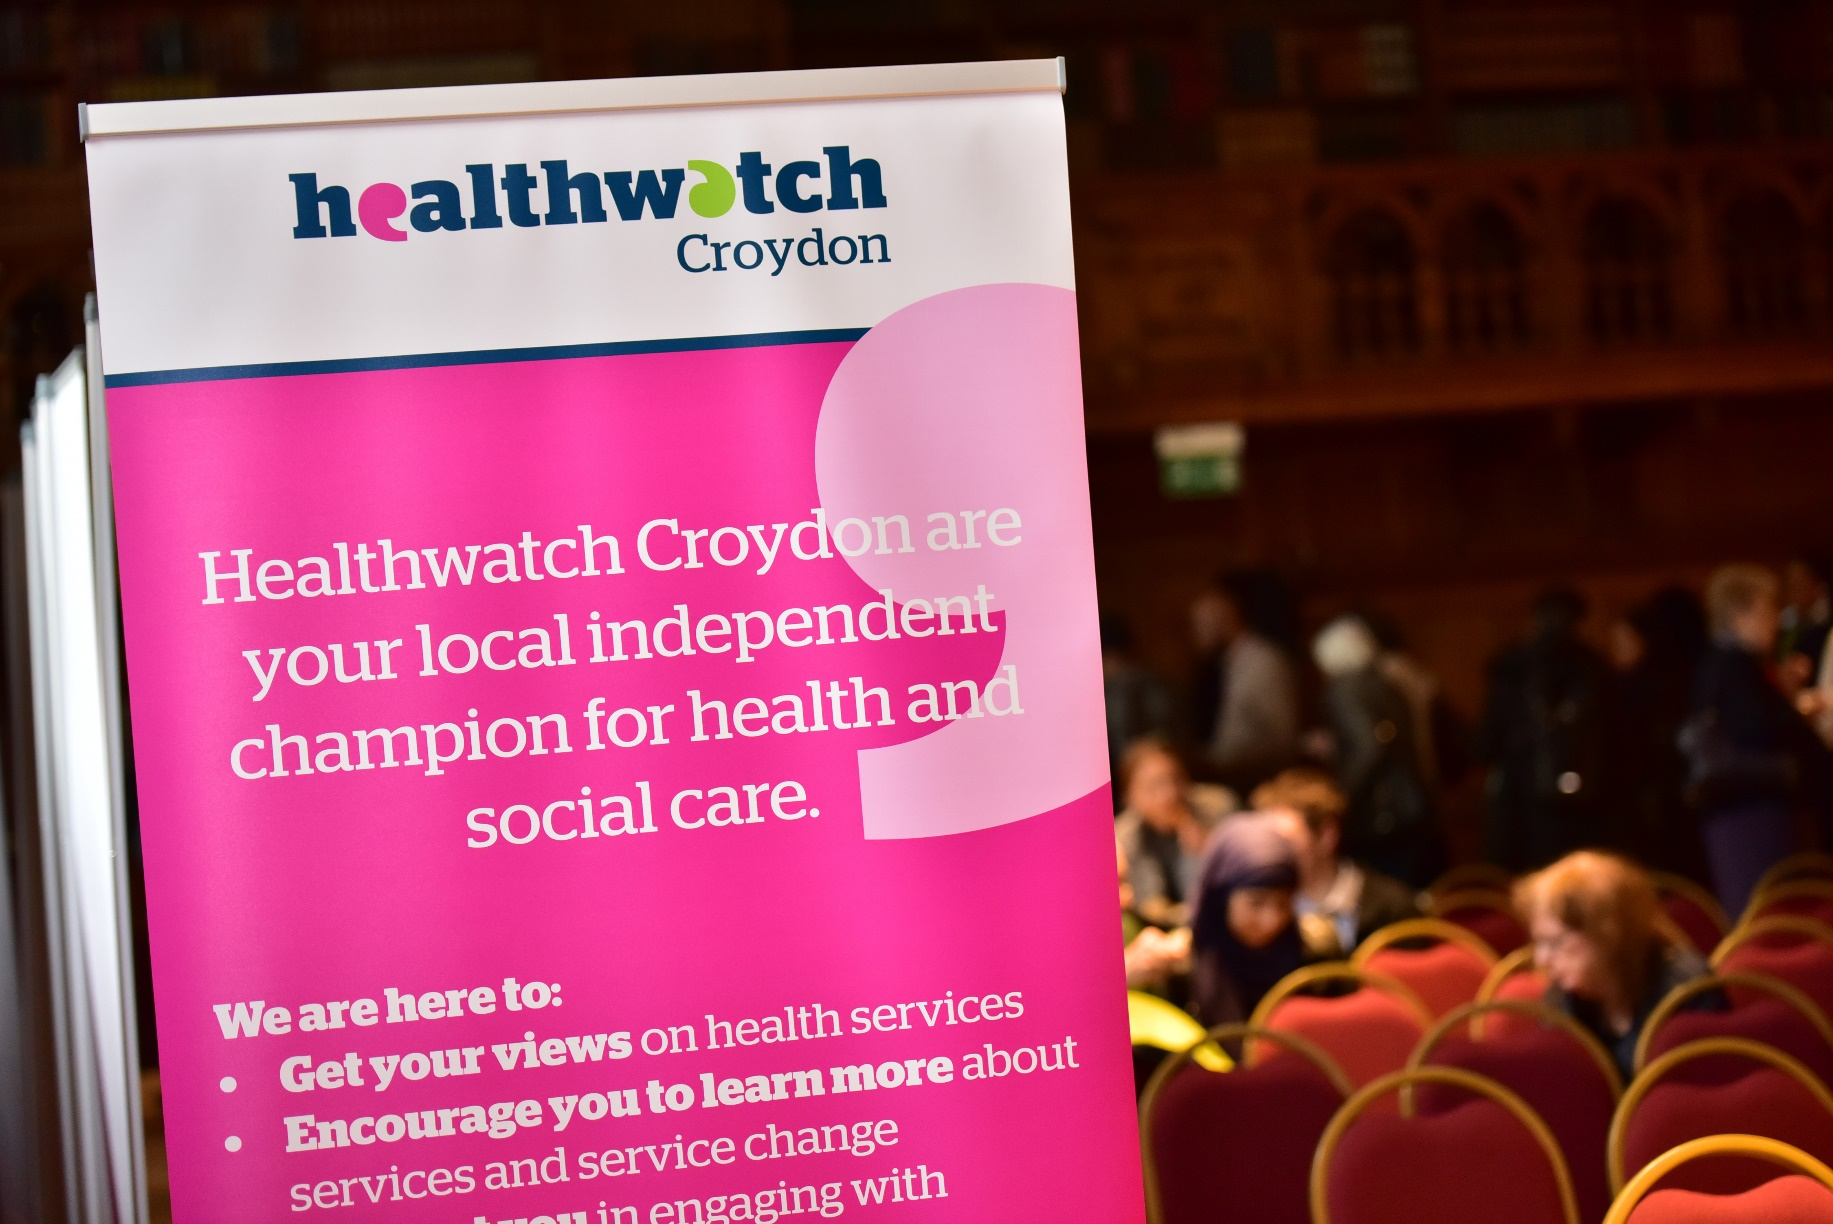 healthwatch
Croydon
Healthwatch Croydon are
your local independent
champion for health and
social care.
We are here to:
• Get your views on health services
• Encourage you to learn more about
services and service change
you in engaging with